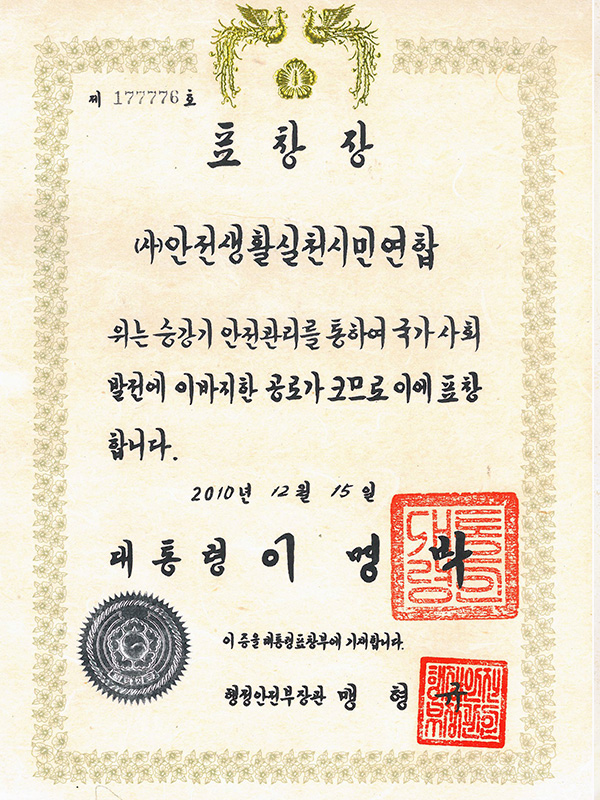 제 177776 호
표창장
(사)안전생활실천시민연합
위는 승강기 안전관리를 통하여 국가 사회
발전에 이바지한 공로가 크므로 이에 표창
합니다.
2010년 12월 15일
대통령 이명박
이 증을 대통령표창부에 기재합니다.
행정안전부장관 맹형규